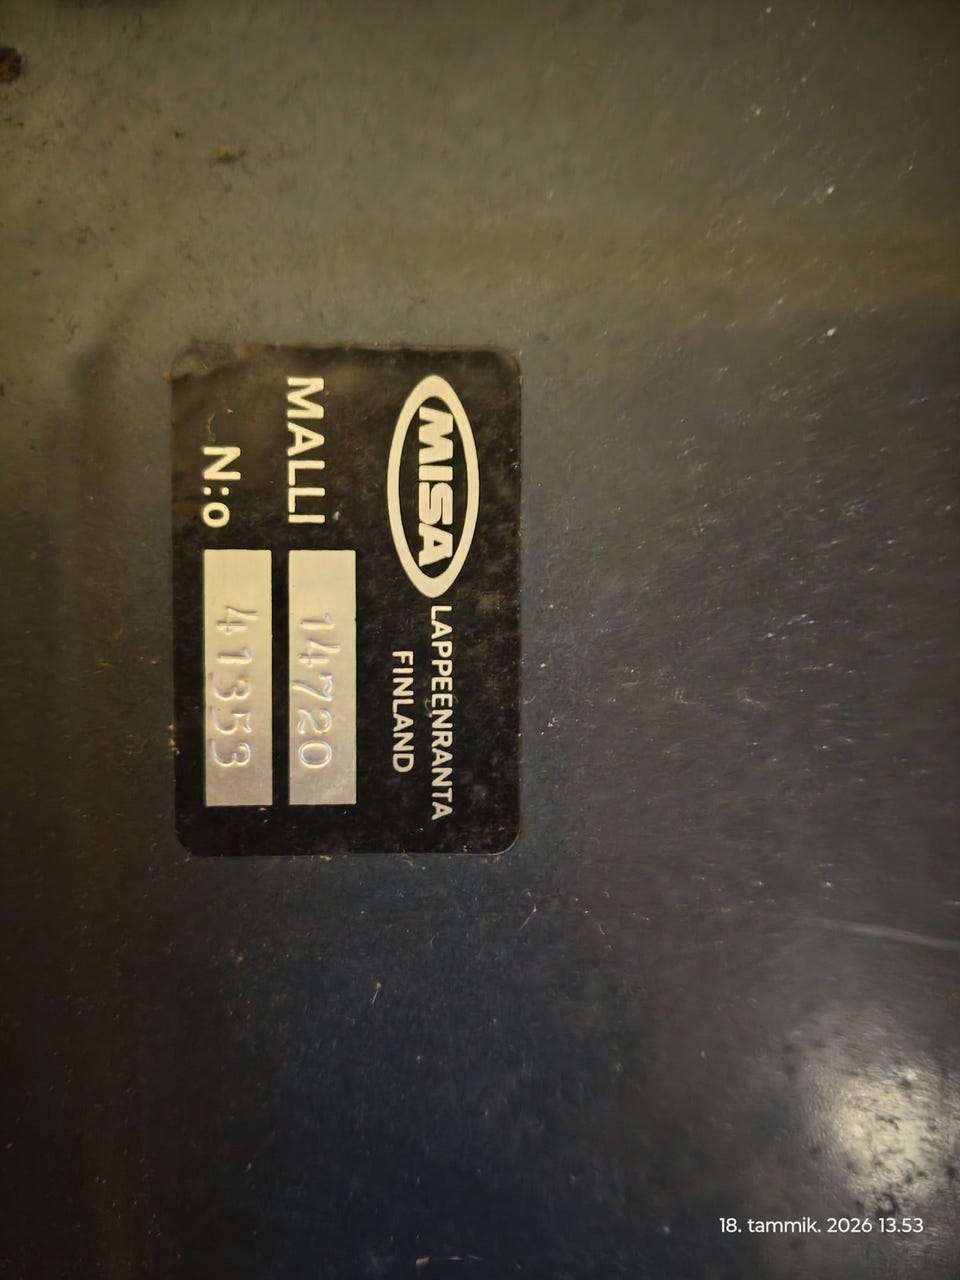 MISA LAPPEENRANTA
FINLAND
MALLI 14720
N:o 41353
18. tammik. 2026 13.53